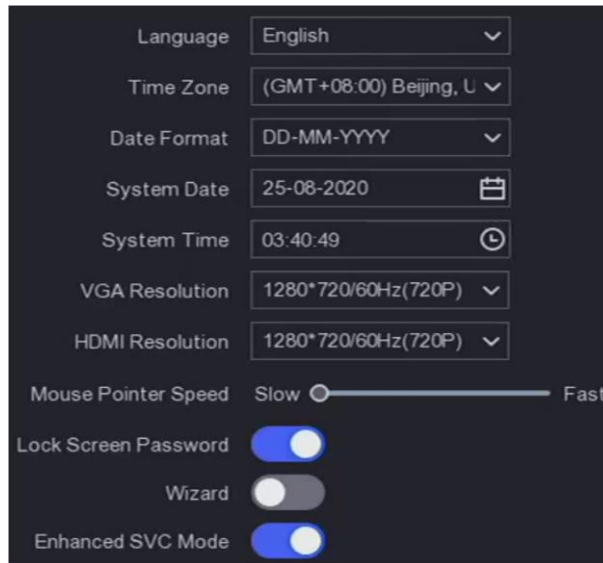 Language English
Time Zone (GMT+08:00) Beijing, U
Date Format DD-MM-YYYY
System Date 25-08-2020
System Time 03:40:49
VGA Resolution 1280*720/60Hz(720P)
HDMI Resolution 1280*720/60Hz(720P)
Mouse Pointer Speed Slow Fast
Lock Screen Password
Wizard
Enhanced SVC Mode